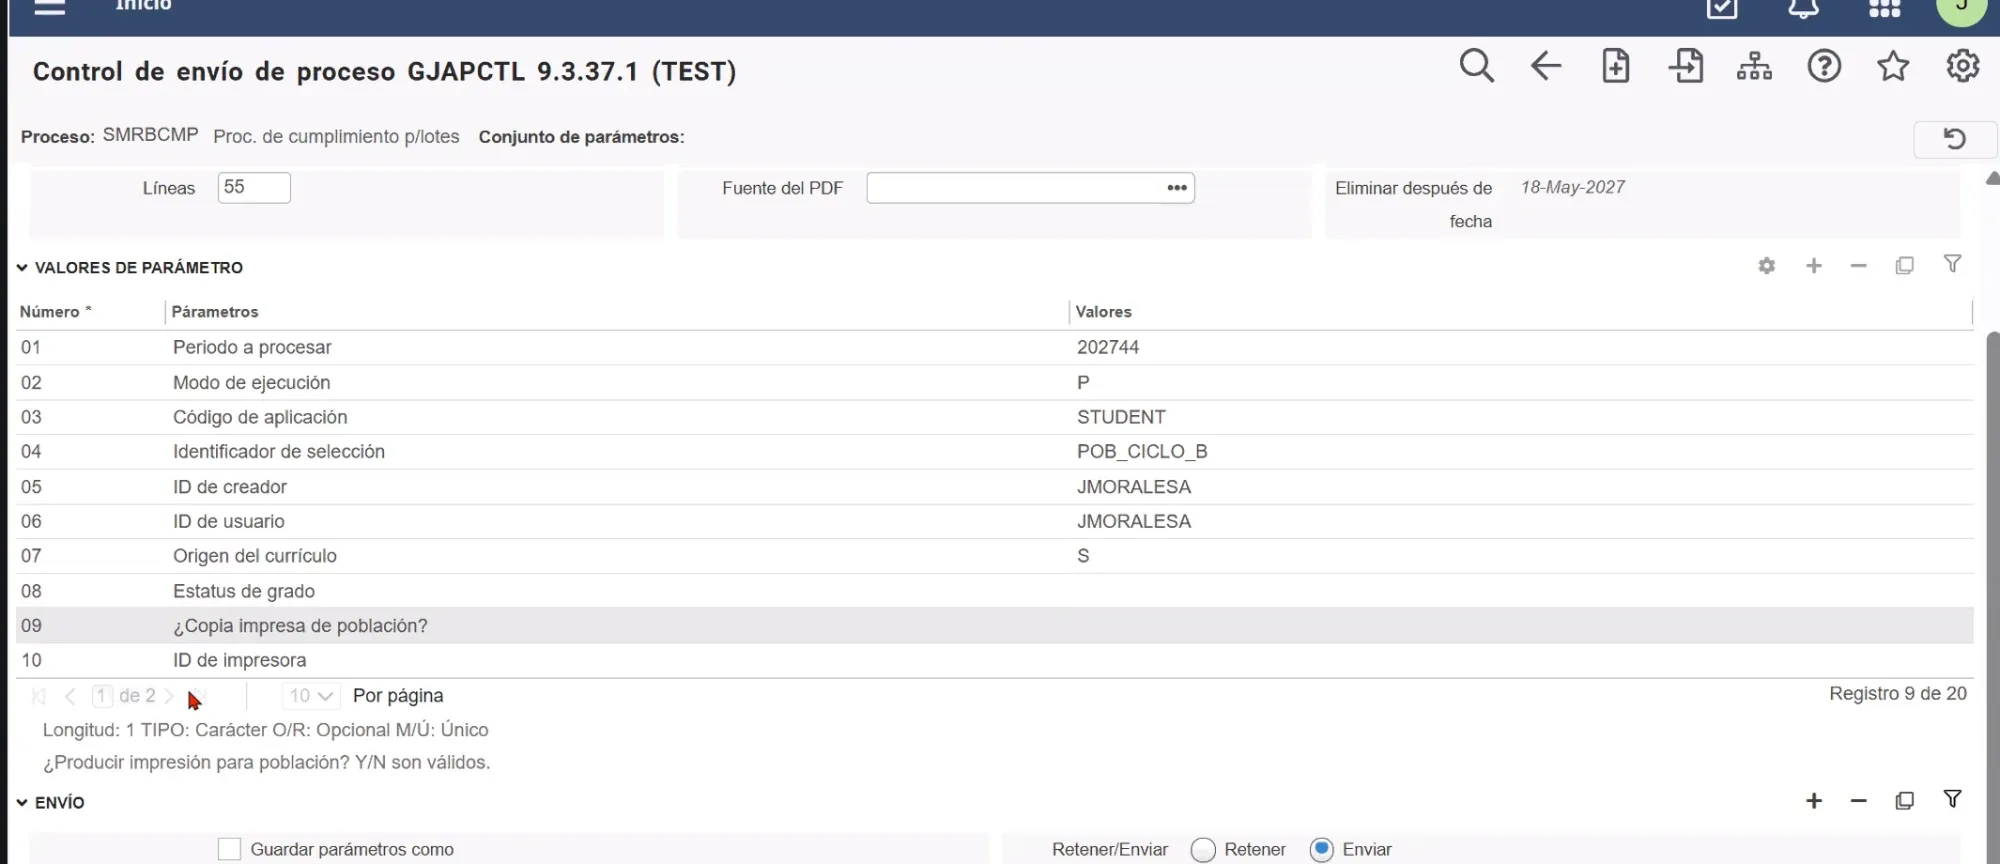 Inicio
J
Control de envío de proceso GJAPCTL 9.3.37.1 (TEST)
Proceso: SMRBCMP Proc. de cumplimiento p/lotes Conjunto de parámetros:
Líneas 55 Fuente del PDF ••• Eliminar después de fecha 18-May-2027
VALORES DE PARÁMETRO
Número * Párametros Valores
01 Periodo a procesar 202744
02 Modo de ejecución P
03 Código de aplicación STUDENT
04 Identificador de selección POB_CICLO_B
05 ID de creador JMORALESA
06 ID de usuario JMORALESA
07 Origen del currículo S
08 Estatus de grado
09 ¿Copia impresa de población?
10 ID de impresora
1 de 2 10 Por página Registro 9 de 20
Longitud: 1 TIPO: Carácter O/R: Opcional M/Ú: Único
¿Producir impresión para población? Y/N son válidos.
ENVÍO
Guardar parámetros como Retener/Enviar Retener Enviar